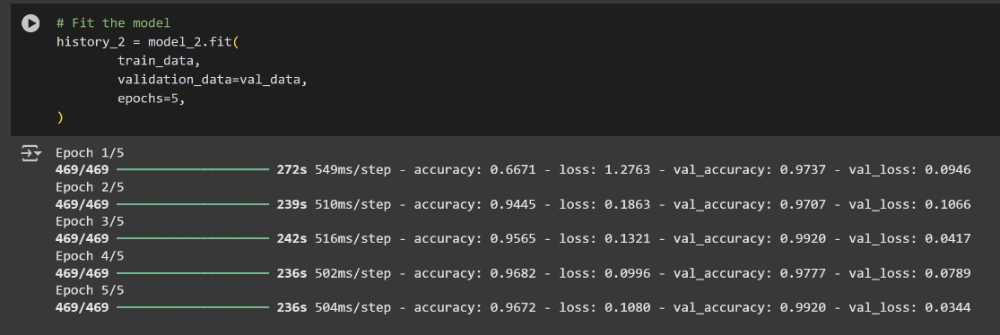 # Fit the model
history_2 = model_2.fit(
        train_data,
        validation_data=val_data,
        epochs=5,
)
Epoch 1/5
469/469 ━━━━━━━━━━━━━━━━━━━━ 272s 549ms/step - accuracy: 0.6671 - loss: 1.2763 - val_accuracy: 0.9737 - val_loss: 0.0946
Epoch 2/5
469/469 ━━━━━━━━━━━━━━━━━━━━ 239s 510ms/step - accuracy: 0.9445 - loss: 0.1863 - val_accuracy: 0.9707 - val_loss: 0.1066
Epoch 3/5
469/469 ━━━━━━━━━━━━━━━━━━━━ 242s 516ms/step - accuracy: 0.9565 - loss: 0.1321 - val_accuracy: 0.9920 - val_loss: 0.0417
Epoch 4/5
469/469 ━━━━━━━━━━━━━━━━━━━━ 236s 502ms/step - accuracy: 0.9682 - loss: 0.0996 - val_accuracy: 0.9777 - val_loss: 0.0789
Epoch 5/5
469/469 ━━━━━━━━━━━━━━━━━━━━ 236s 504ms/step - accuracy: 0.9672 - loss: 0.1080 - val_accuracy: 0.9920 - val_loss: 0.0344